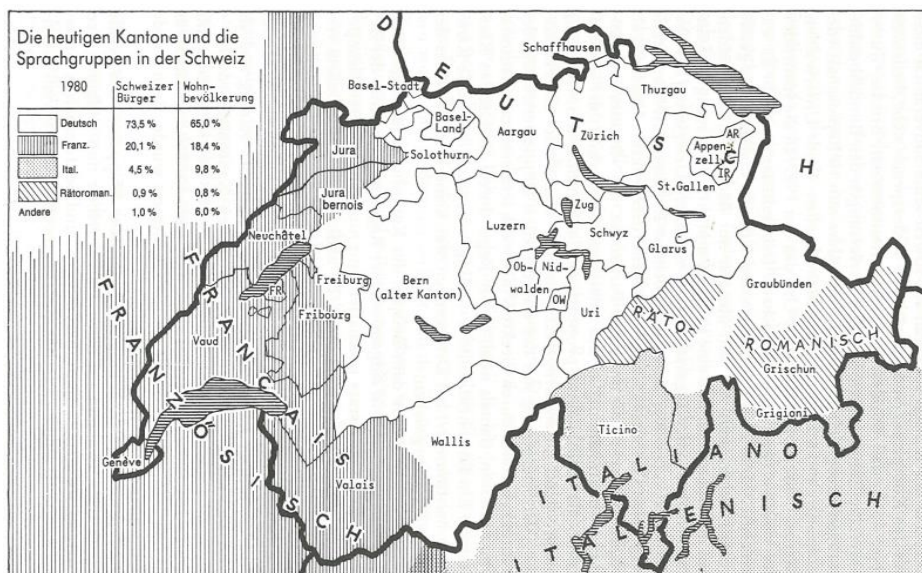 Die heutigen Kantone und die
Sprachgruppen in der Schweiz
1980 Schweizer Bürger Wohn- bevölkerung
Deutsch 73,5 % 65,0 %
Franz. 20,1 % 18,4 %
Ital. 4,5 % 9,8 %
Rätoroman. 0,9 % 0,8 %
Andere 1,0 % 6,0 %
DEUTSCH
Schaffhausen
Basel-Stadt
Thurgau
Basel-
Land
Aargau
Zürich
AR
Appen-
zell
IR
Jura
Solothurn
St.Gallen
Jura
bernois
Zug
Luzern
Schwyz
Neuchâtel
Glarus
Ob-
Nid-
walden
OW
Bern
(alter Kanton)
Freiburg
FR
Fribourg
Uri
Graubünden
RÄTO-
ROMANISCH
Grischun
Grigioni
Vaud
FRANÇAIS
FRANZÖSISCH
Genève
Wallis
Valais
Ticino
ITALIANO
ITALIENISCH